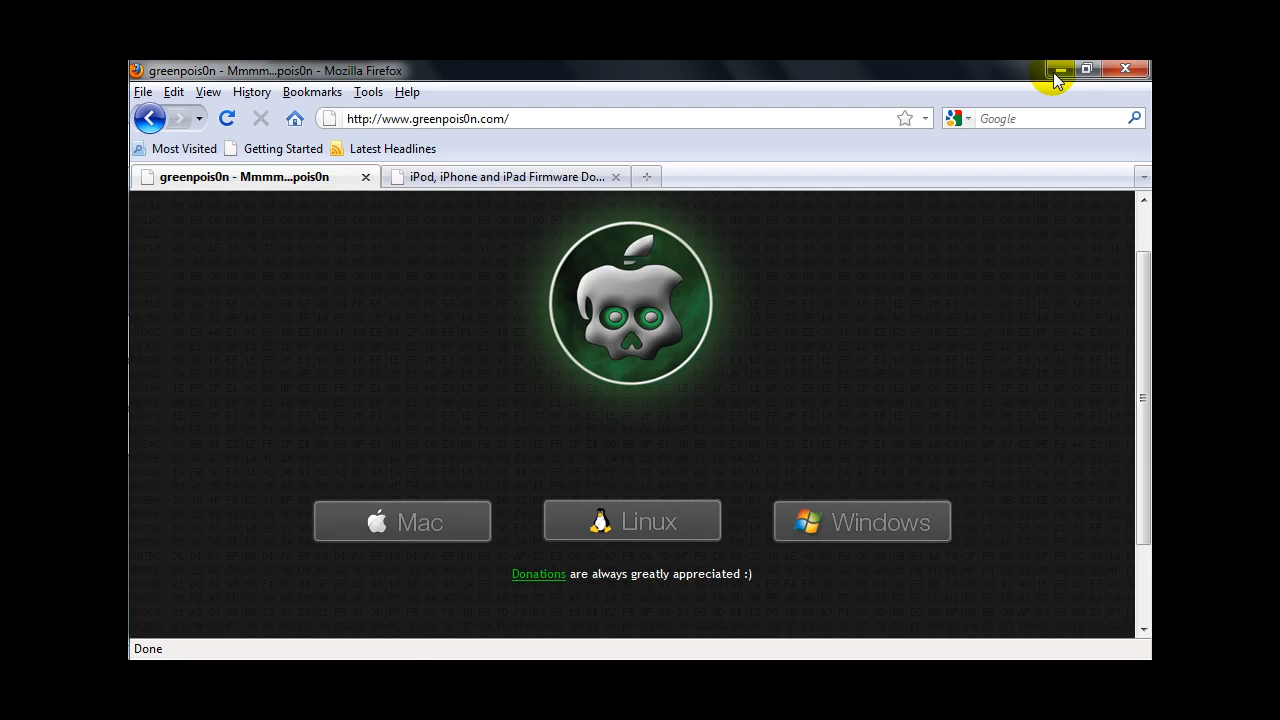 greenpois0n - Mmmm...pois0n - Mozilla Firefox
File Edit View History Bookmarks Tools Help
http://www.greenpois0n.com/
Google
Most Visited Getting Started Latest Headlines
greenpois0n - Mmmm...pois0n
iPod, iPhone and iPad Firmware Do...
Mac
Linux
Windows
Donations are always greatly appreciated :)
Done